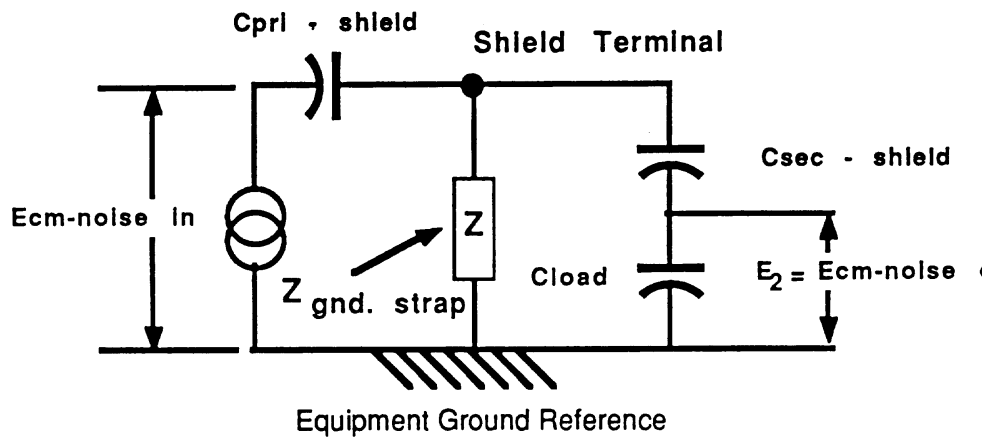 Cpri - shield
Shield Terminal
Csec - shield
Ecm-noise in
Z
Z gnd. strap
Cload
E2 = Ecm-noise
Equipment Ground Reference